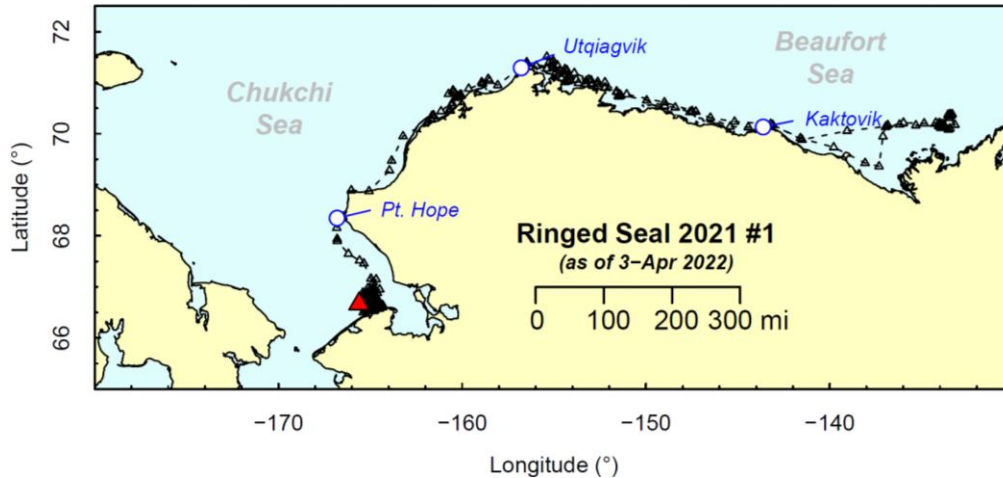 72
70
68
66
Latitude (°)
Utqiagvik
Beaufort
Sea
Chukchi
Sea
Kaktovik
Pt. Hope
Ringed Seal 2021 #1
(as of 3−Apr 2022)
0 100 200 300 mi
−170 −160 −150 −140
Longitude (°)